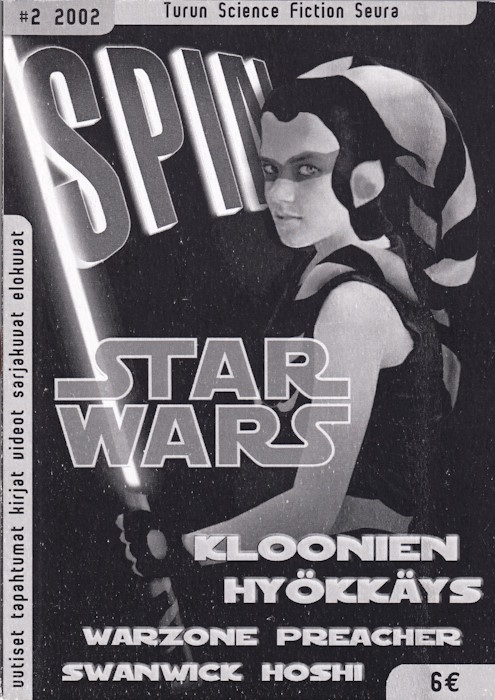 #2 2002
Turun Science Fiction Seura
SPIN
uutiset tapahtumat kirjat videot sarjakuvat elokuvat
STAR
WARS
KLOONIEN
HYÖKKÄYS
WARZONE PREACHER
SWANWICK HOSHI
6€